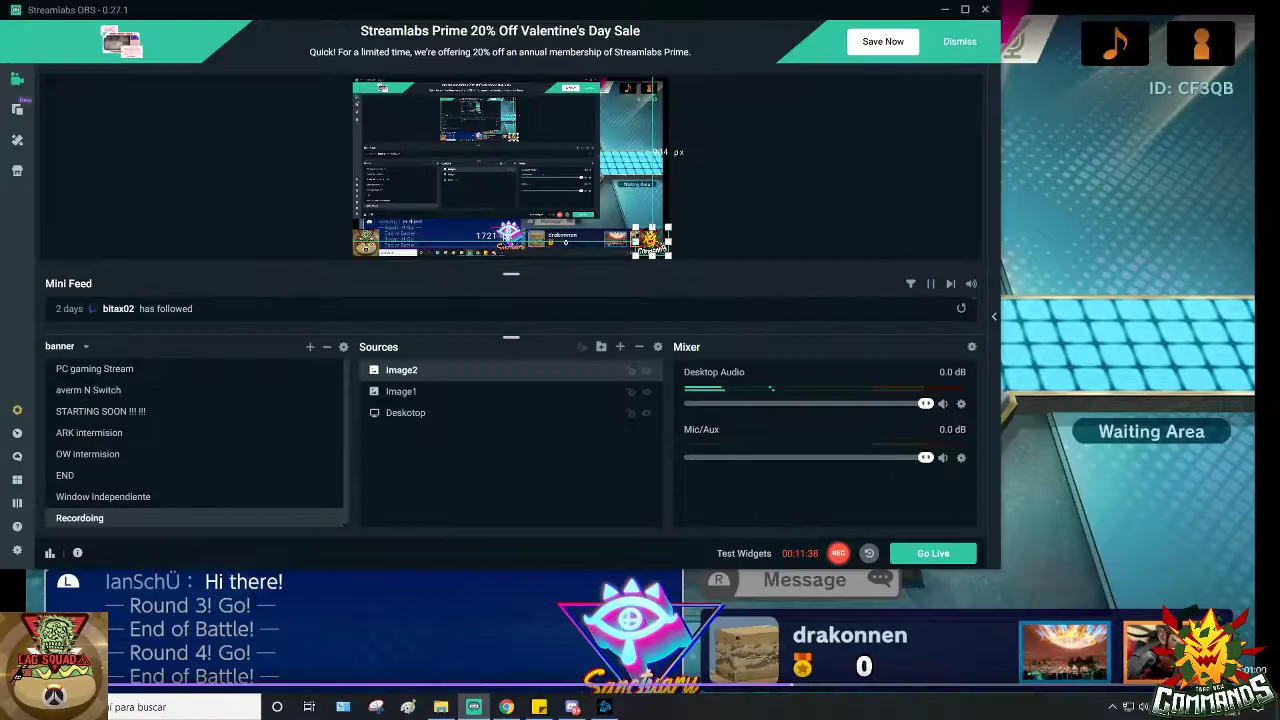 Streamlabs OBS - 0.27.1
Streamlabs Prime 20% Off Valentine's Day Sale
Quick! For a limited time, we're offering 20% off an annual membership of Streamlabs Prime.
Save Now
Dismiss
ID: CF3QB
New
Mini Feed
2 days bitax02 has followed
banner
Sources
Mixer
PC gaming Stream
averm N Switch
STARTING SOON !!! !!!
ARK intermision
OW intermision
END
Window Independiente
Recordoing
Image2
Image1
Deskotop
Desktop Audio 0.0 dB
Mic/Aux 0.0 dB
Waiting Area
Test Widgets 00:11:38 REC Go Live
L IanSchÜ : Hi there!
— Round 3! Go! —
— End of Battle! —
— Round 4! Go! —
— End of Battle! —
R Message
drakonnen
0
LAG SQUAD
Sanctuary
COMMANDS
í para buscar